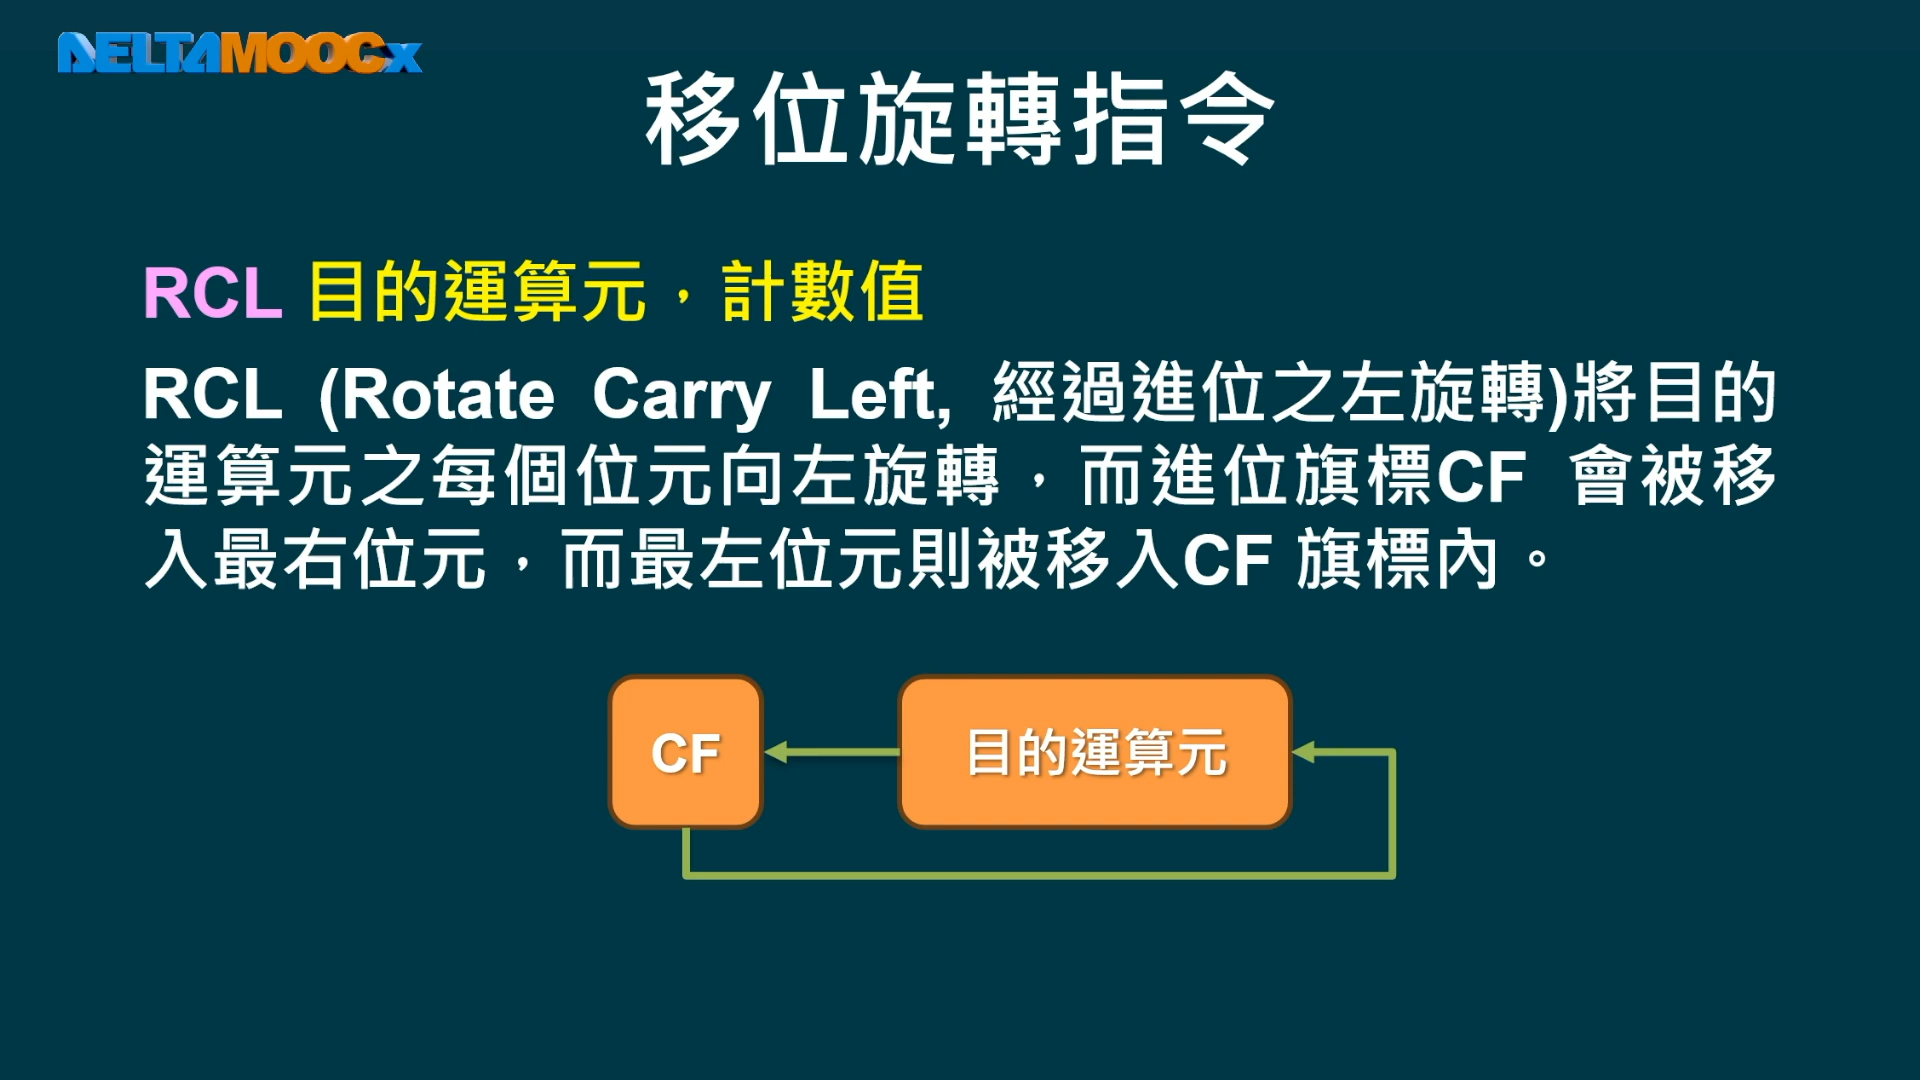 DELTAMOOCx
移位旋轉指令
RCL 目的運算元，計數值
RCL (Rotate Carry Left, 經過進位之左旋轉)將目的
運算元之每個位元向左旋轉，而進位旗標CF 會被移
入最右位元，而最左位元則被移入CF 旗標內。
CF
目的運算元